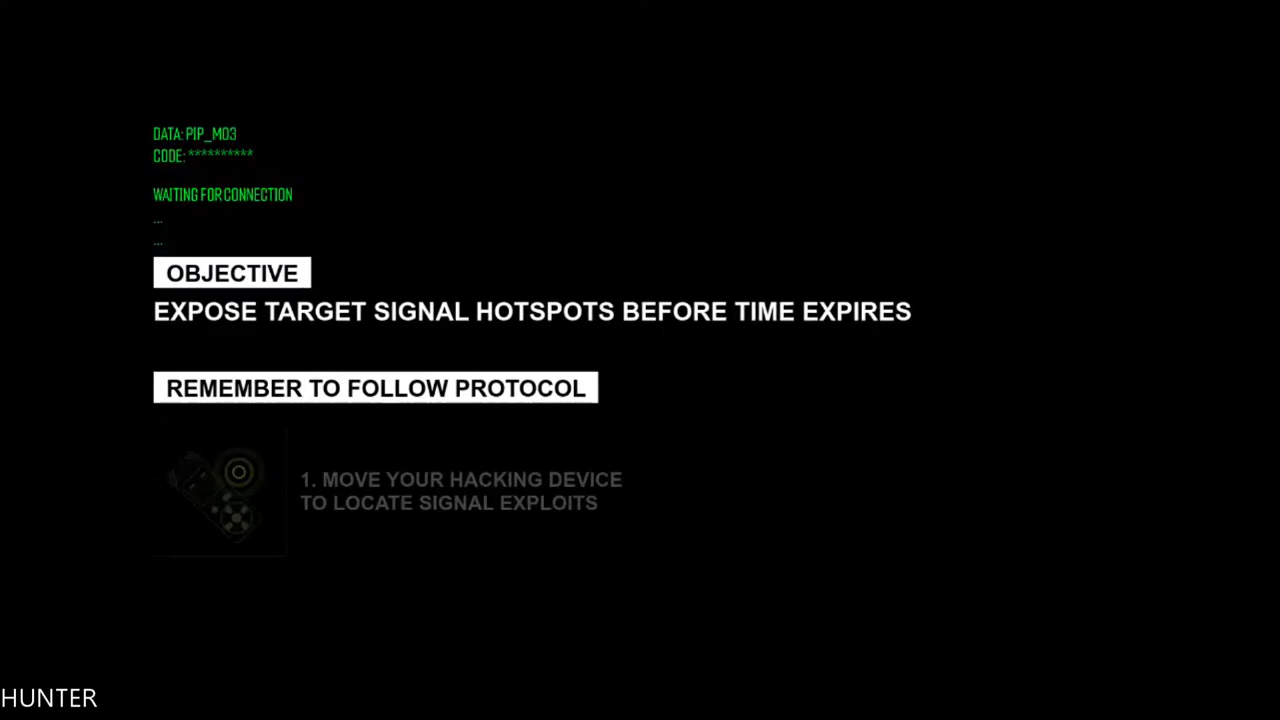 DATA: PIP_M03
CODE: **********
WAITING FOR CONNECTION
...
...
OBJECTIVE
EXPOSE TARGET SIGNAL HOTSPOTS BEFORE TIME EXPIRES
REMEMBER TO FOLLOW PROTOCOL
1. MOVE YOUR HACKING DEVICE
TO LOCATE SIGNAL EXPLOITS
HUNTER